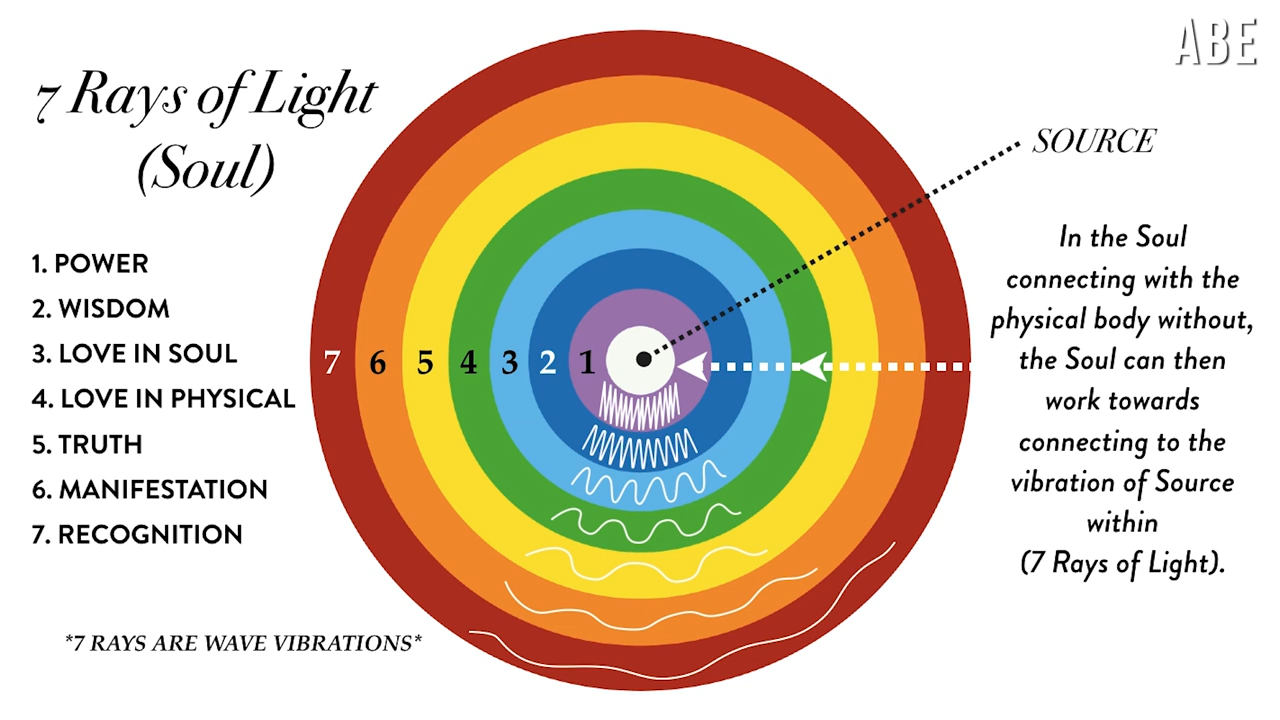 7 Rays of Light
(Soul)
1. POWER
2. WISDOM
3. LOVE IN SOUL
4. LOVE IN PHYSICAL
5. TRUTH
6. MANIFESTATION
7. RECOGNITION
*7 RAYS ARE WAVE VIBRATIONS*
7 6 5 4 3 2 1
ABE
SOURCE
In the Soul
connecting with the
physical body without,
the Soul can then
work towards
connecting to the
vibration of Source
within
(7 Rays of Light).